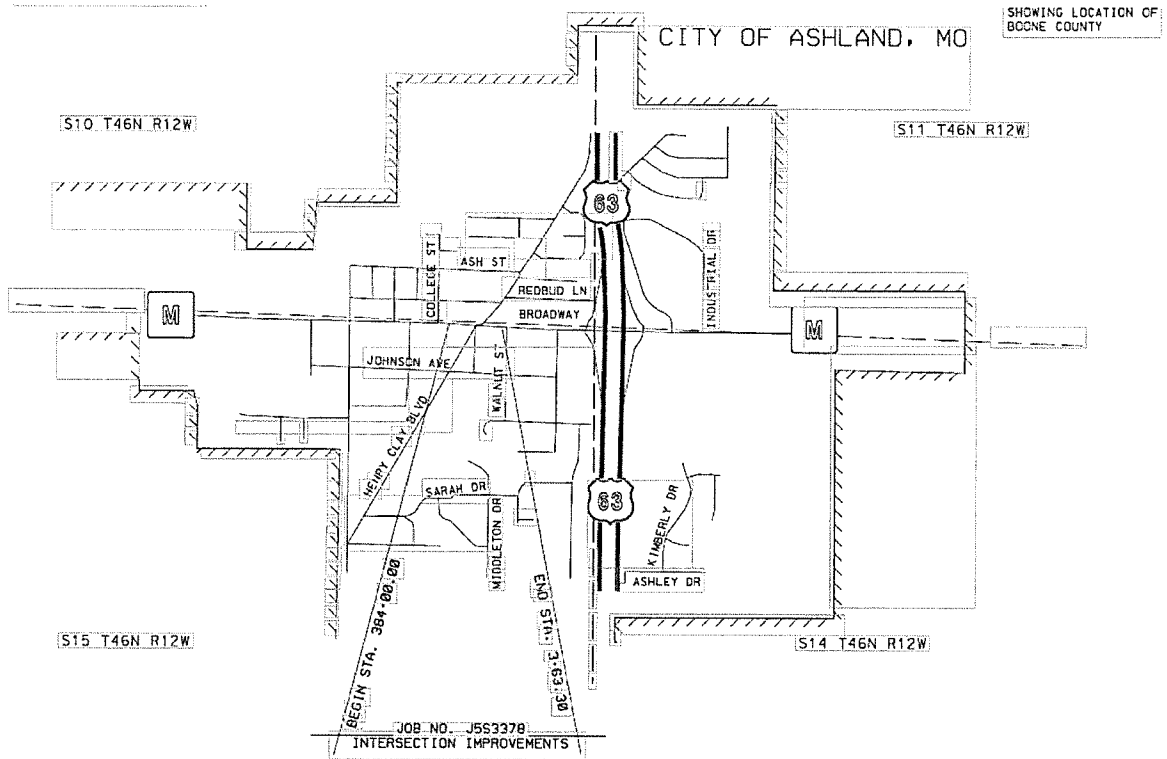 SHOWING LOCATION OF
BOONE COUNTY
CITY OF ASHLAND, MO
S10 T46N R12W
S11 T46N R12W
63
COLLEGE ST
ASH ST
INDUSTRIAL DR
REDBUD LN
BROADWAY
M
M
JOHNSON AVE
WALNUT ST
HENRY CLAY BLVD
SARAH DR
MIDDLETON DR
63
KIMBERLY DR
ASHLEY DR
BEGIN STA. 384+00.00
END STA. 3+63.30
S15 T46N R12W
S14 T46N R12W
JOB NO. J5S3378
INTERSECTION IMPROVEMENTS